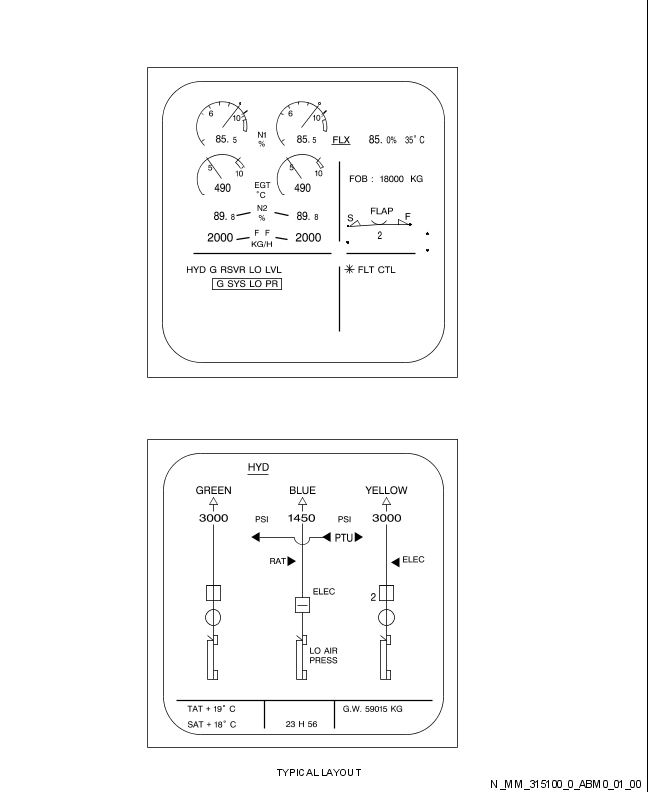 6 10 6 10
85. 5 N1 85. 5 FLX 85. 0% 35° C
%
5 10 5 10
490 490 FOB : 18000 KG
EGT
°C
FLAP
S F
89. 8 N2 89. 8
%
2
2000 F F 2000
KG/H
HYD G RSVR LO LVL ✳ FLT CTL
G SYS LO PR
HYD
GREEN BLUE YELLOW
3000 PSI 1450 PSI 3000
PTU
RAT ELEC
ELEC
2
LO AIR
PRESS
TAT + 19° C G.W. 59015 KG
SAT + 18° C 23 H 56
TYPICAL LAYOUT
N_MM_315100_0_ABM0_01_00